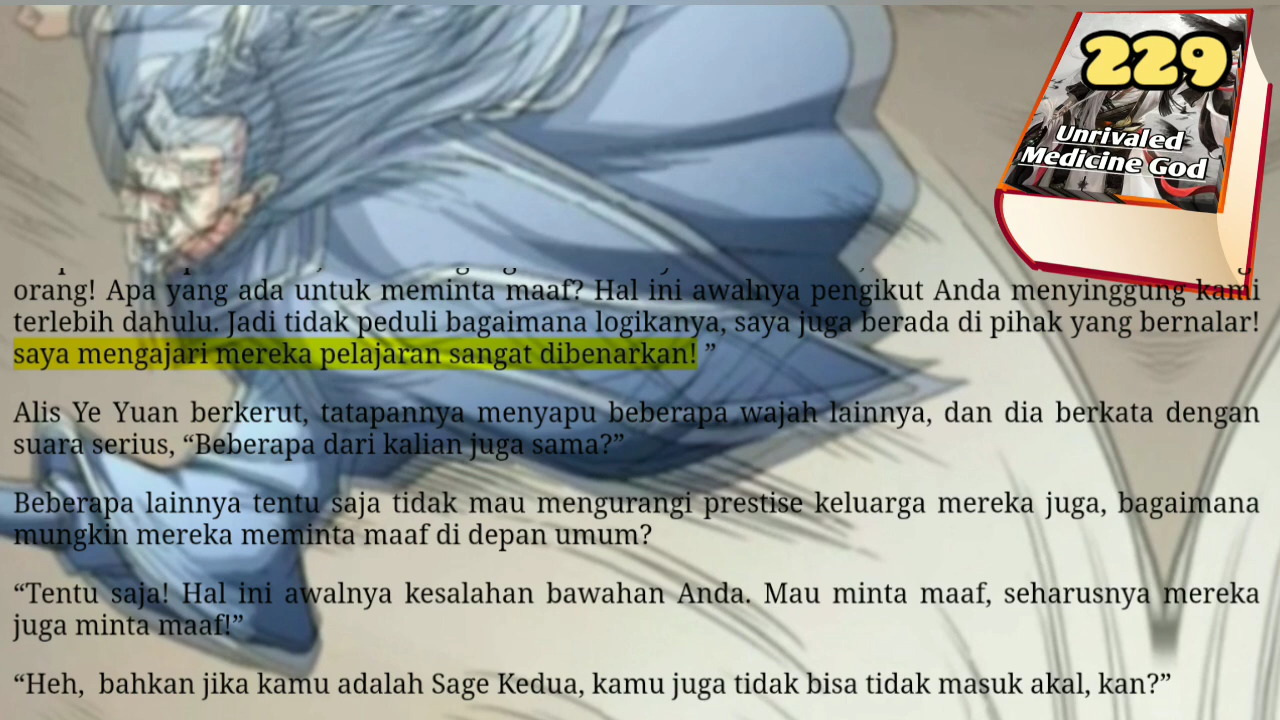 229
Unrivaled
Medicine God
orang! Apa yang ada untuk meminta maaf? Hal ini awalnya pengikut Anda menyinggung kami
terlebih dahulu. Jadi tidak peduli bagaimana logikanya, saya juga berada di pihak yang bernalar!
saya mengajari mereka pelajaran sangat dibenarkan! ”
Alis Ye Yuan berkerut, tatapannya menyapu beberapa wajah lainnya, dan dia berkata dengan
suara serius, “Beberapa dari kalian juga sama?”
Beberapa lainnya tentu saja tidak mau mengurangi prestise keluarga mereka juga, bagaimana
mungkin mereka meminta maaf di depan umum?
“Tentu saja! Hal ini awalnya kesalahan bawahan Anda. Mau minta maaf, seharusnya mereka
juga minta maaf!”
“Heh,  bahkan jika kamu adalah Sage Kedua, kamu juga tidak bisa tidak masuk akal, kan?”